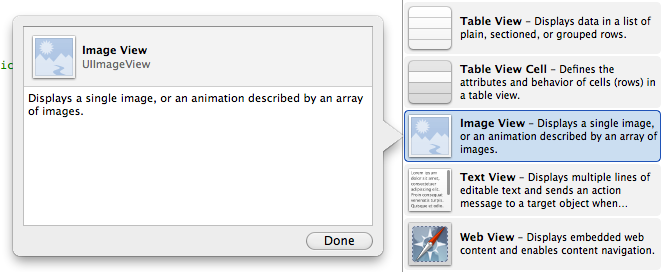 ic
Image View
UIImageView
Displays a single image, or an animation described by an array
of images.
Done
Table View – Displays data in a list of
plain, sectioned, or grouped rows.
Table View Cell – Defines the
attributes and behavior of cells (rows) in
a table view.
Image View – Displays a single image,
or an animation described by an array of
images.
Lorem ipsum
dolor sit amet,
consectetuer
adipiscing elit.
Text View – Displays multiple lines of
editable text and sends an action
message to a target object when…
Web View – Displays embedded web
content and enables content navigation.